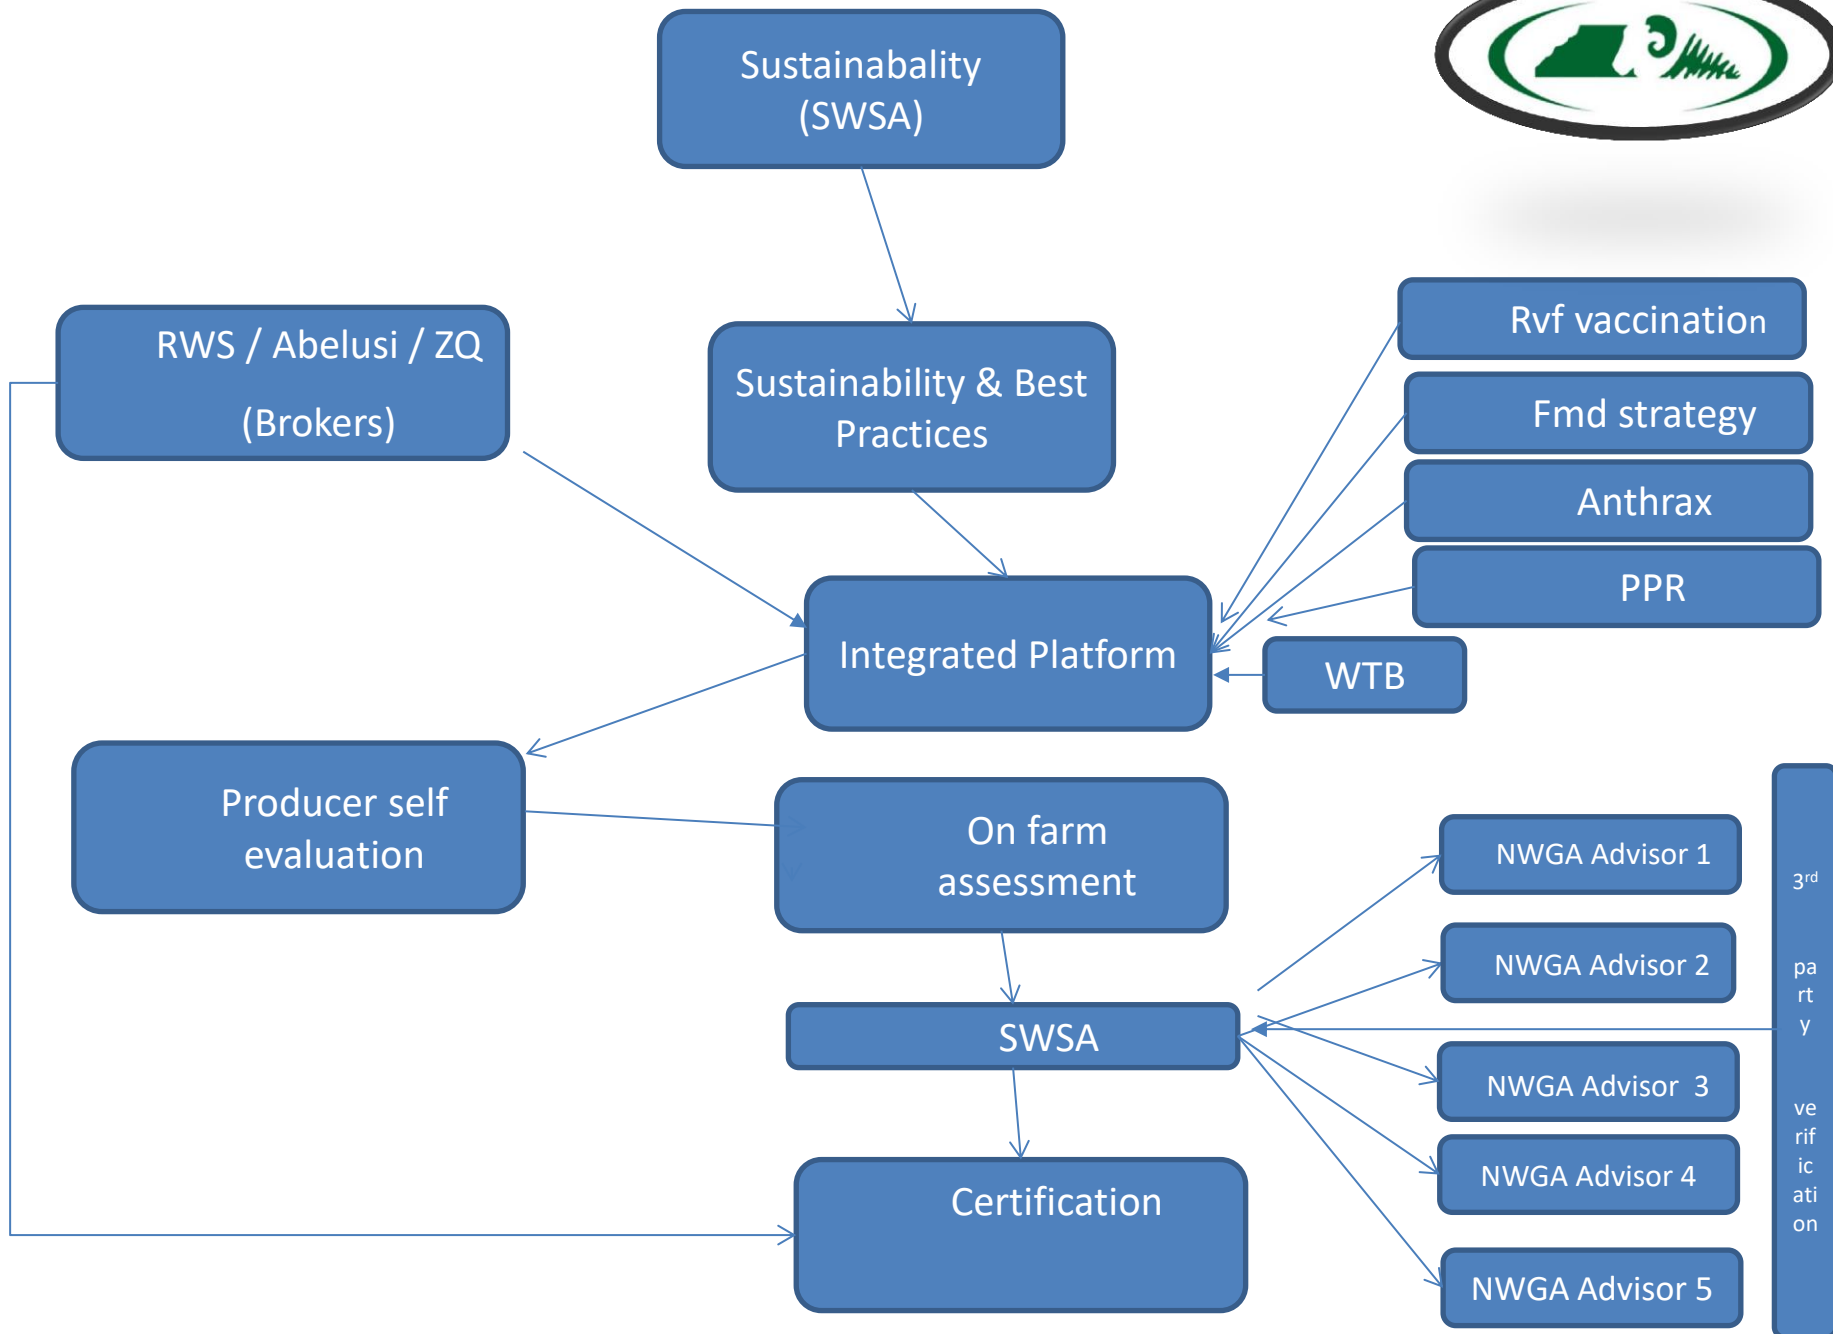 Sustainabality
(SWSA)
RWS / Abelusi / ZQ
(Brokers)
Sustainability & Best
Practices
Rvf vaccination
Fmd strategy
Anthrax
PPR
Integrated Platform
WTB
Producer self
evaluation
On farm
assessment
NWGA Advisor 1
NWGA Advisor 2
SWSA
NWGA Advisor  3
NWGA Advisor 4
Certification
NWGA Advisor 5
3rd
pa
rt
y
ve
rif
ic
ati
on